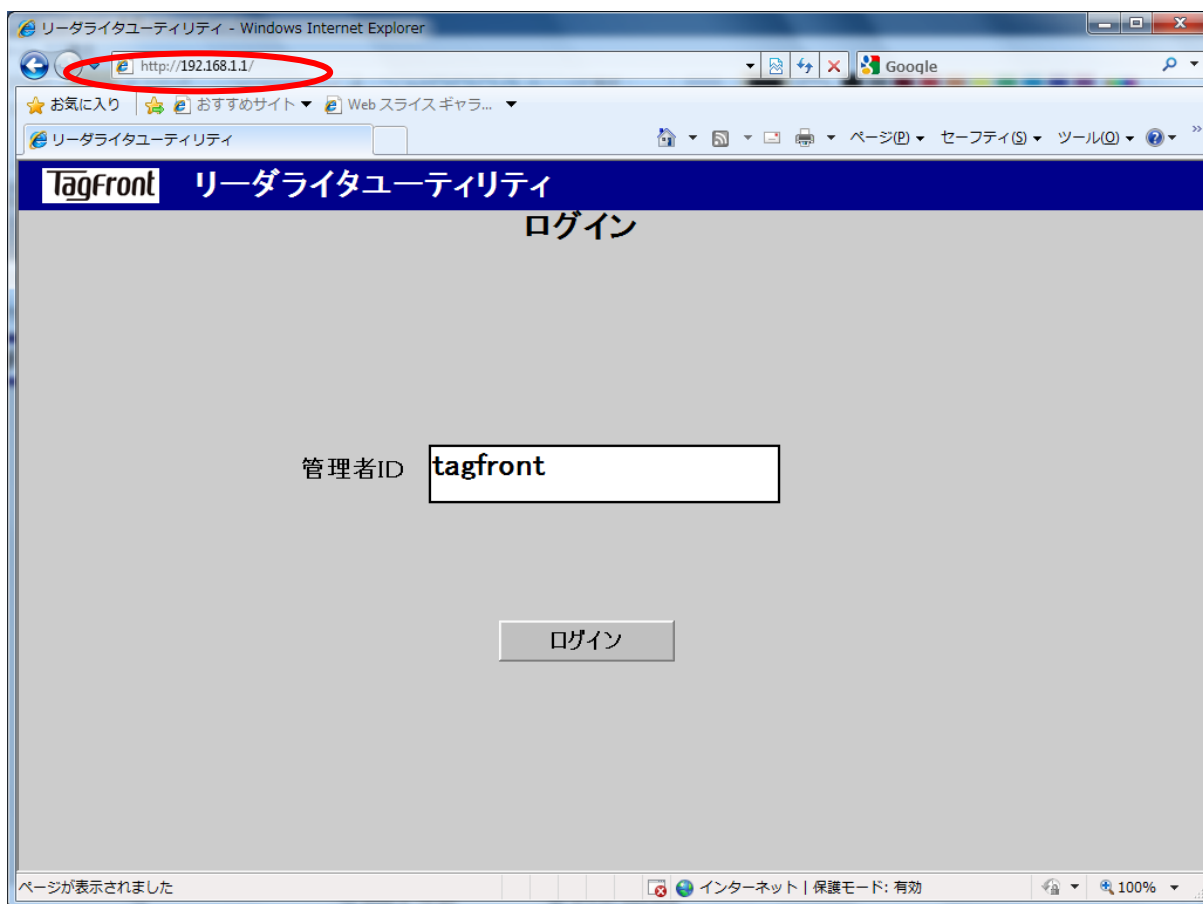 リーダライタユーティリティ - Windows Internet Explorer
http://192.168.1.1/
Google
お気に入り おすすめサイト Web スライス ギャラ...
リーダライタユーティリティ ページ(P) セーフティ(S) ツール(O)
TagFront リーダライタユーティリティ
ログイン
管理者ID tagfront
ログイン
ページが表示されました インターネット | 保護モード: 有効 100%